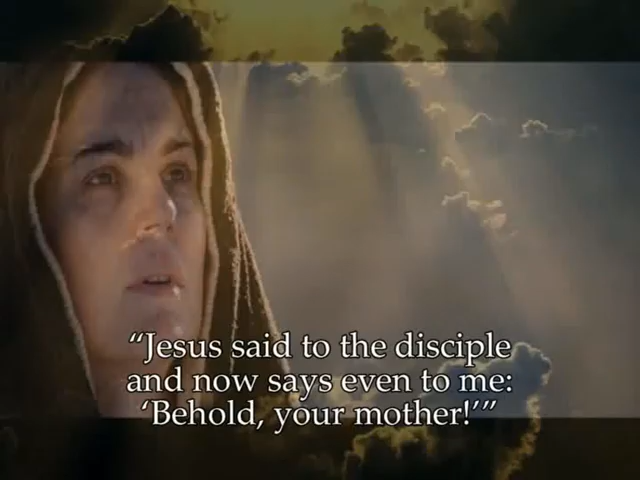 “Jesus said to the disciple
and now says even to me:
‘Behold, your mother!’”